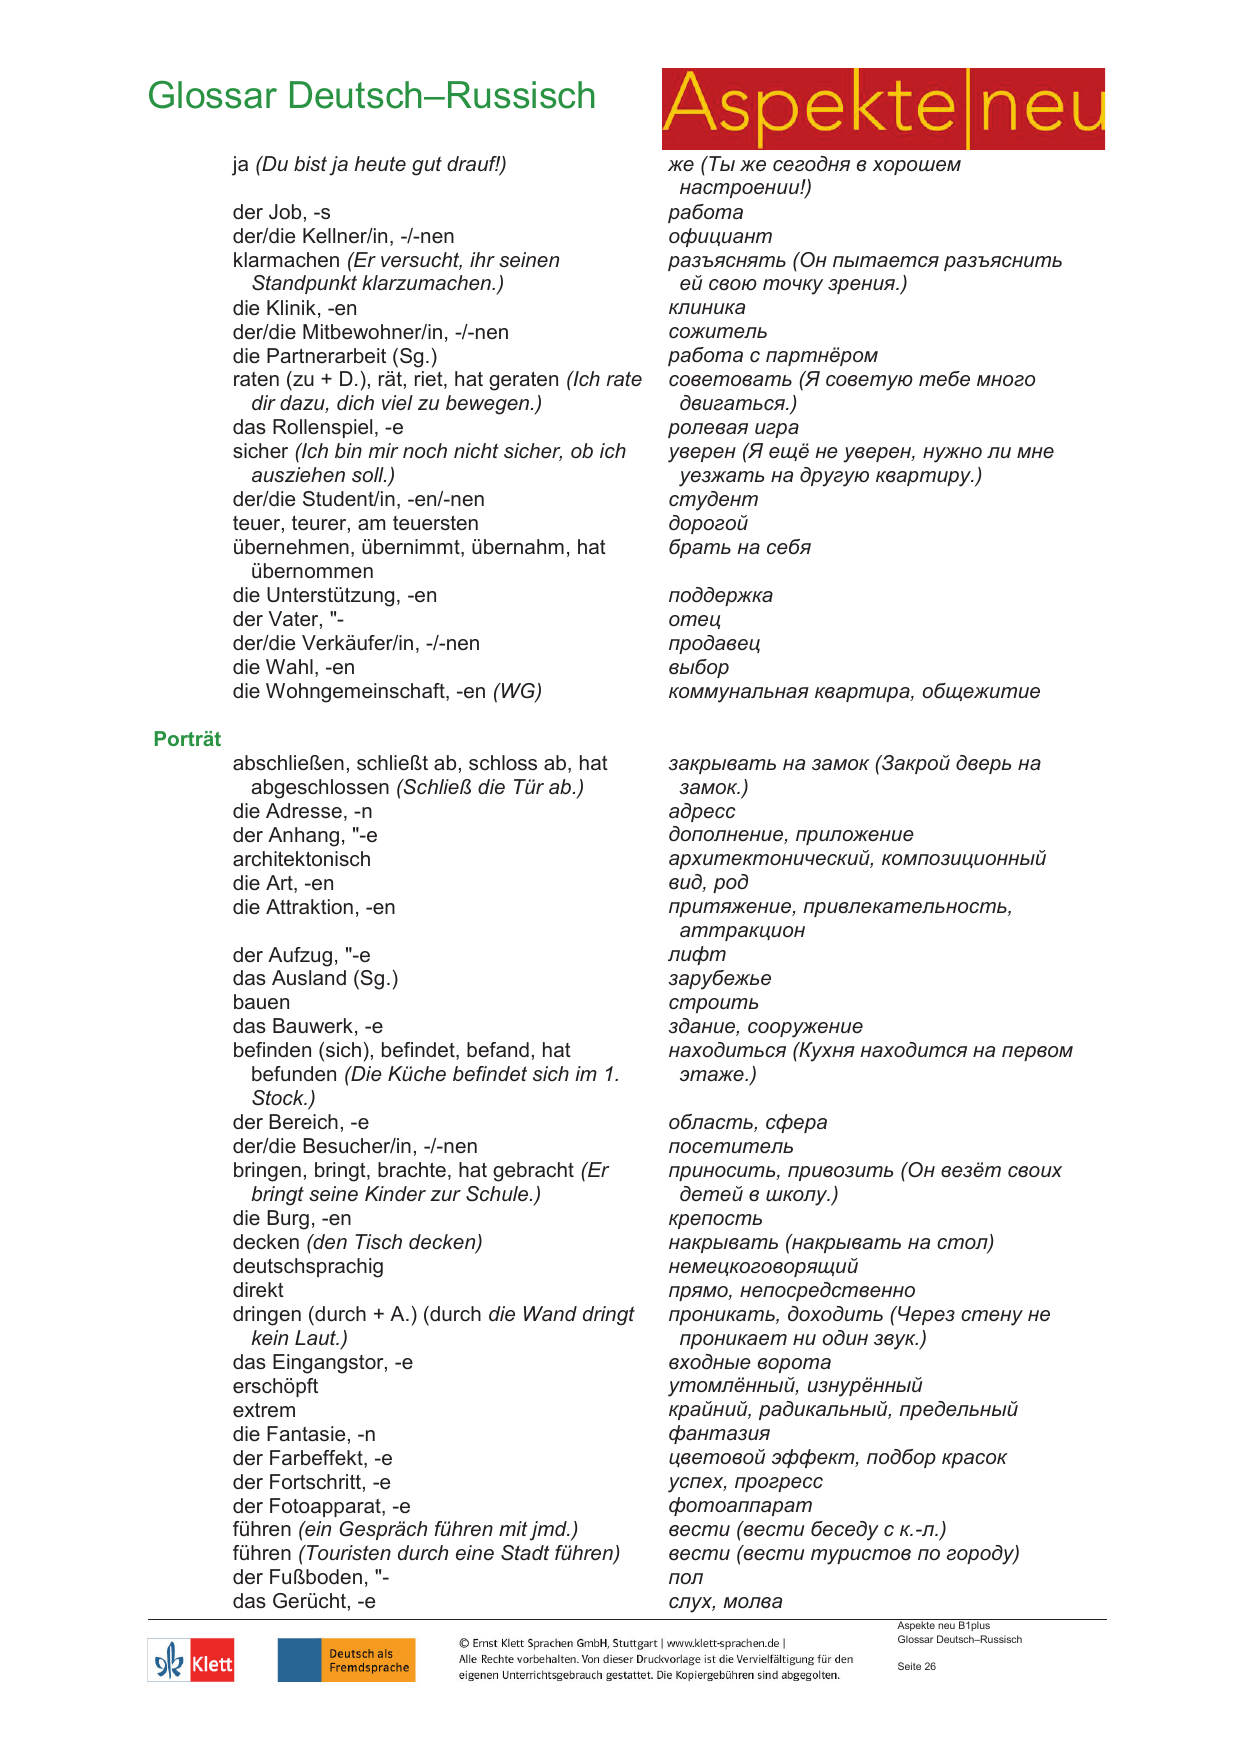 Glossar Deutsch–Russisch
Aspekte|neu
ja (Du bist ja heute gut drauf!) же (Ты же сегодня в хорошем
настроении!)
der Job, -s работа
der/die Kellner/in, -/-nen официант
klarmachen (Er versucht, ihr seinen разъяснять (Он пытается разъяснить
Standpunkt klarzumachen.) ей свою точку зрения.)
die Klinik, -en клиника
der/die Mitbewohner/in, -/-nen сожитель
die Partnerarbeit (Sg.) работа с партнёром
raten (zu + D.), rät, riet, hat geraten (Ich rate советовать (Я советую тебе много
dir dazu, dich viel zu bewegen.) двигаться.)
das Rollenspiel, -e ролевая игра
sicher (Ich bin mir noch nicht sicher, ob ich уверен (Я ещё не уверен, нужно ли мне
ausziehen soll.) уезжать на другую квартиру.)
der/die Student/in, -en/-nen студент
teuer, teurer, am teuersten дорогой
übernehmen, übernimmt, übernahm, hat брать на себя
übernommen
die Unterstützung, -en поддержка
der Vater, "- отец
der/die Verkäufer/in, -/-nen продавец
die Wahl, -en выбор
die Wohngemeinschaft, -en (WG) коммунальная квартира, общежитие
Porträt
abschließen, schließt ab, schloss ab, hat закрывать на замок (Закрой дверь на
abgeschlossen (Schließ die Tür ab.) замок.)
die Adresse, -n адресс
der Anhang, "-e дополнение, приложение
architektonisch архитектонический, композиционный
die Art, -en вид, род
die Attraktion, -en притяжение, привлекательность,
аттракцион
der Aufzug, "-e лифт
das Ausland (Sg.) зарубежье
bauen строить
das Bauwerk, -e здание, сооружение
befinden (sich), befindet, befand, hat находиться (Кухня находится на первом
befunden (Die Küche befindet sich im 1. этаже.)
Stock.)
der Bereich, -e область, сфера
der/die Besucher/in, -/-nen посетитель
bringen, bringt, brachte, hat gebracht (Er приносить, привозить (Он везёт своих
bringt seine Kinder zur Schule.) детей в школу.)
die Burg, -en крепость
decken (den Tisch decken) накрывать (накрывать на стол)
deutschsprachig немецкоговорящий
direkt прямо, непосредственно
dringen (durch + A.) (durch die Wand dringt проникать, доходить (Через стену не
kein Laut.) проникает ни один звук.)
das Eingangstor, -e входные ворота
erschöpft утомлённый, изнурённый
extrem крайний, радикальный, предельный
die Fantasie, -n фантазия
der Farbeffekt, -e цветовой эффект, подбор красок
der Fortschritt, -e успех, прогресс
der Fotoapparat, -e фотоаппарат
führen (ein Gespräch führen mit jmd.) вести (вести беседу с к.-л.)
führen (Touristen durch eine Stadt führen) вести (вести туристов по городу)
der Fußboden, "- пол
das Gerücht, -e слух, молва
Klett
Deutsch als
Fremdsprache
© Ernst Klett Sprachen GmbH, Stuttgart | www.klett-sprachen.de |
Alle Rechte vorbehalten. Von dieser Druckvorlage ist die Vervielfältigung für den
eigenen Unterrichtsgebrauch gestattet. Die Kopiergebühren sind abgegolten.
Aspekte neu B1plus
Glossar Deutsch–Russisch
Seite 26